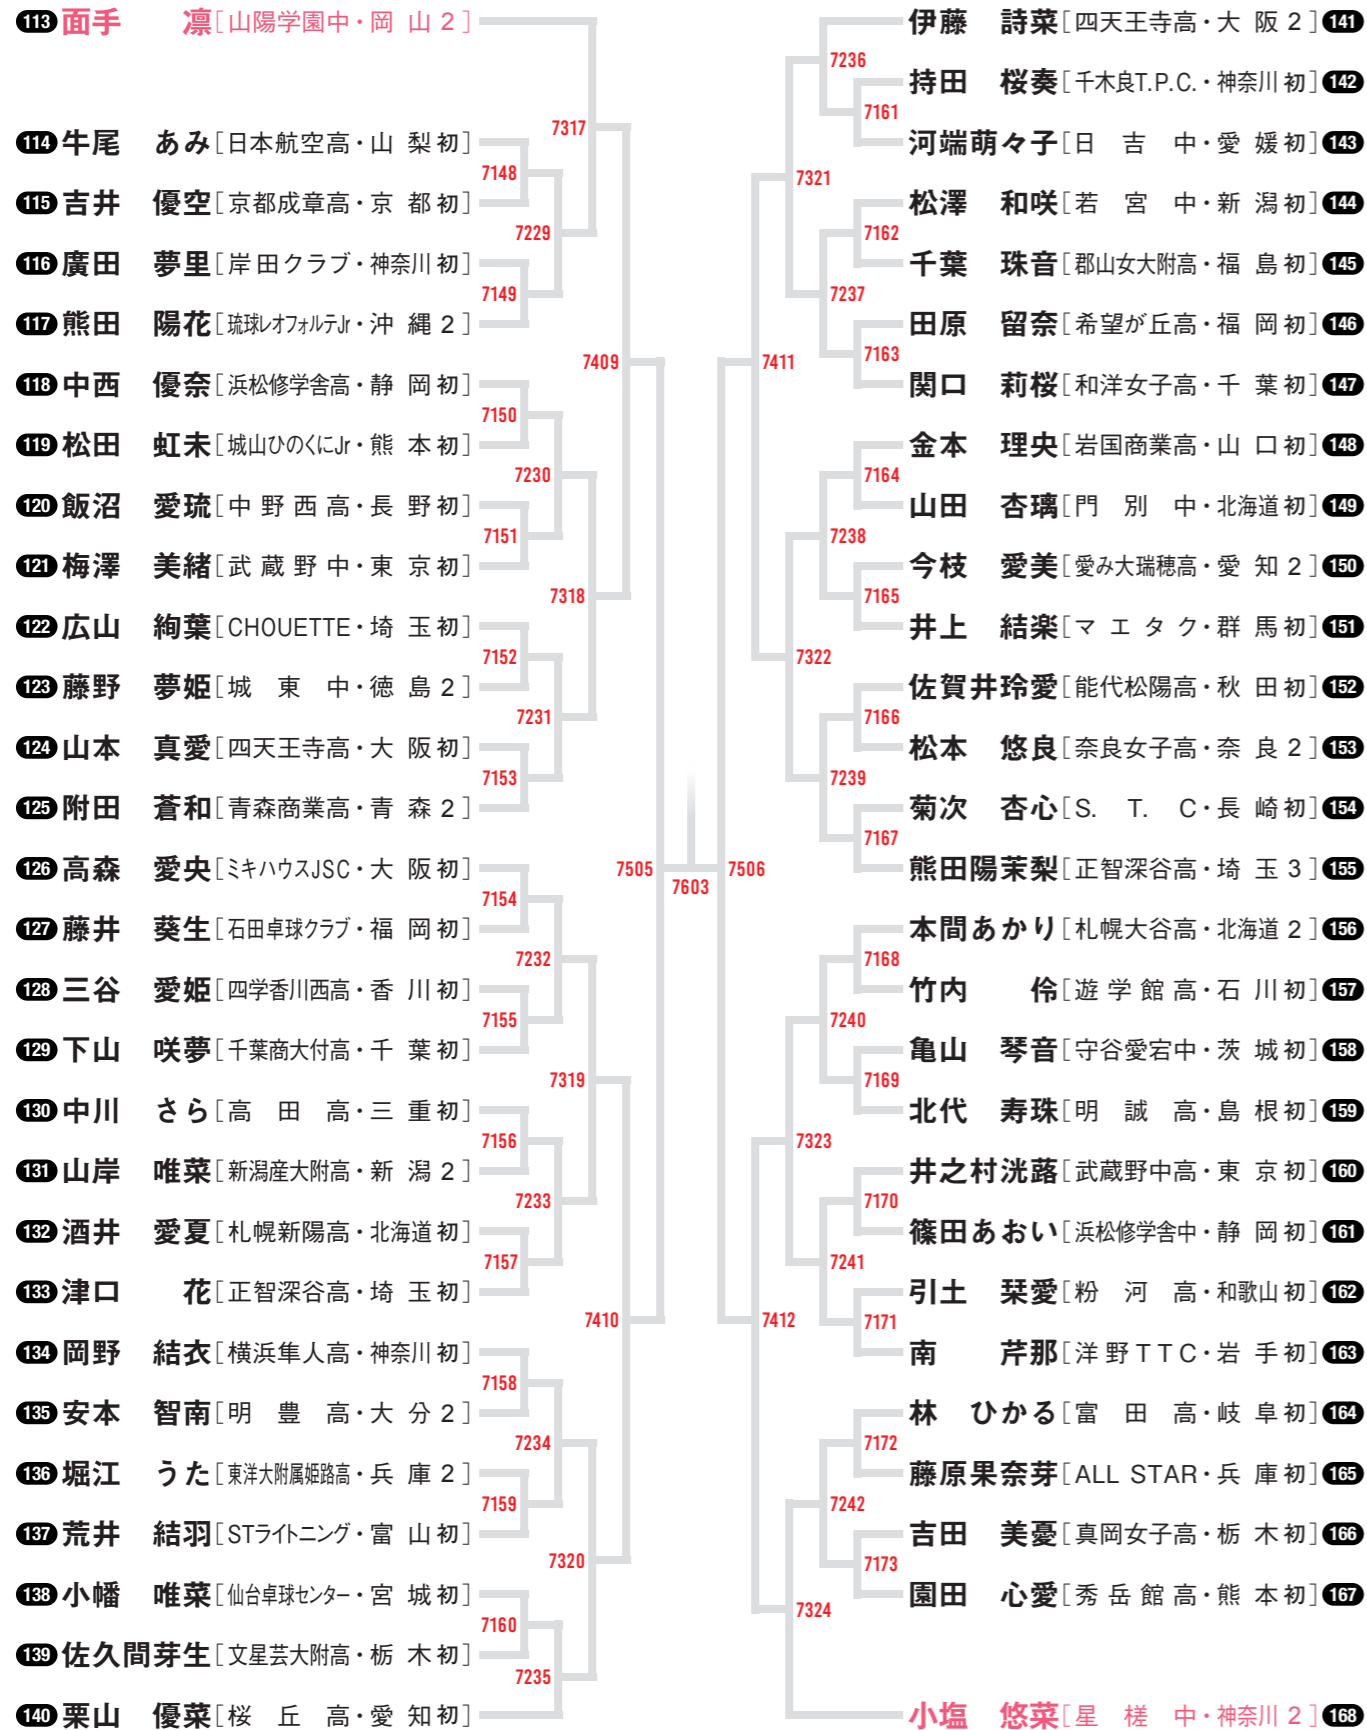 113 面手 凛［山陽学園中・岡山2］
114 牛尾 あみ［日本航空高・山梨初］
115 吉井 優空［京都成章高・京都初］
116 廣田 夢里［岸田クラブ・神奈川初］
117 熊田 陽花［琉球レオフォルテJr・沖縄2］
118 中西 優奈［浜松修学舎高・静岡初］
119 松田 虹未［城山ひのくにJr・熊本初］
120 飯沼 愛琉［中野西高・長野初］
121 梅澤 美緒［武蔵野中・東京初］
122 広山 絢葉［CHOUETTE・埼玉初］
123 藤野 夢姫［城東中・徳島2］
124 山本 真愛［四天王寺高・大阪初］
125 附田 蒼和［青森商業高・青森2］
126 高森 愛央［ミキハウスJSC・大阪初］
127 藤井 葵生［石田卓球クラブ・福岡初］
128 三谷 愛姫［四学香川西高・香川初］
129 下山 咲夢［千葉商大付高・千葉初］
130 中川 さら［高田高・三重初］
131 山岸 唯菜［新潟産大附高・新潟2］
132 酒井 愛夏［札幌新陽高・北海道初］
133 津口 花［正智深谷高・埼玉初］
134 岡野 結衣［横浜隼人高・神奈川初］
135 安本 智南［明豊高・大分2］
136 堀江 うた［東洋大附属姫路高・兵庫2］
137 荒井 結羽［STライトニング・富山初］
138 小幡 唯菜［仙台卓球センター・宮城初］
139 佐久間芽生［文星芸大附高・栃木初］
140 栗山 優菜［桜丘高・愛知初］
7148
7149
7150
7151
7152
7153
7154
7155
7156
7157
7158
7159
7160
7229
7230
7231
7232
7233
7234
7235
7317
7318
7319
7320
7409
7410
7505
7603
7506
7411
7412
7321
7322
7323
7324
7236
7237
7238
7239
7240
7241
7242
7161
7162
7163
7164
7165
7166
7167
7168
7169
7170
7171
7172
7173
伊藤 詩菜［四天王寺高・大阪2］141
持田 桜奏［千木良T.P.C.・神奈川初］142
河端萌々子［日吉中・愛媛初］143
松澤 和咲［若宮中・新潟初］144
千葉 珠音［郡山女大附高・福島初］145
田原 留奈［希望が丘高・福岡初］146
関口 莉桜［和洋女子高・千葉初］147
金本 理央［岩国商業高・山口初］148
山田 杏璃［門別中・北海道初］149
今枝 愛美［愛み大瑞穂高・愛知2］150
井上 結楽［マエタク・群馬初］151
佐賀井玲愛［能代松陽高・秋田初］152
松本 悠良［奈良女子高・奈良2］153
菊次 杏心［S.T.C・長崎初］154
熊田陽茉梨［正智深谷高・埼玉3］155
本間あかり［札幌大谷高・北海道2］156
竹内 伶［遊学館高・石川初］157
亀山 琴音［守谷愛宕中・茨城初］158
北代 寿珠［明誠高・島根初］159
井之村洸蕗［武蔵野中高・東京初］160
篠田あおい［浜松修学舎中・静岡初］161
引土 栞愛［粉河高・和歌山初］162
南 芹那［洋野TTC・岩手初］163
林 ひかる［富田高・岐阜初］164
藤原果奈芽［ALL STAR・兵庫初］165
吉田 美憂［真岡女子高・栃木初］166
園田 心愛［秀岳館高・熊本初］167
小塩 悠菜［星槎中・神奈川2］168